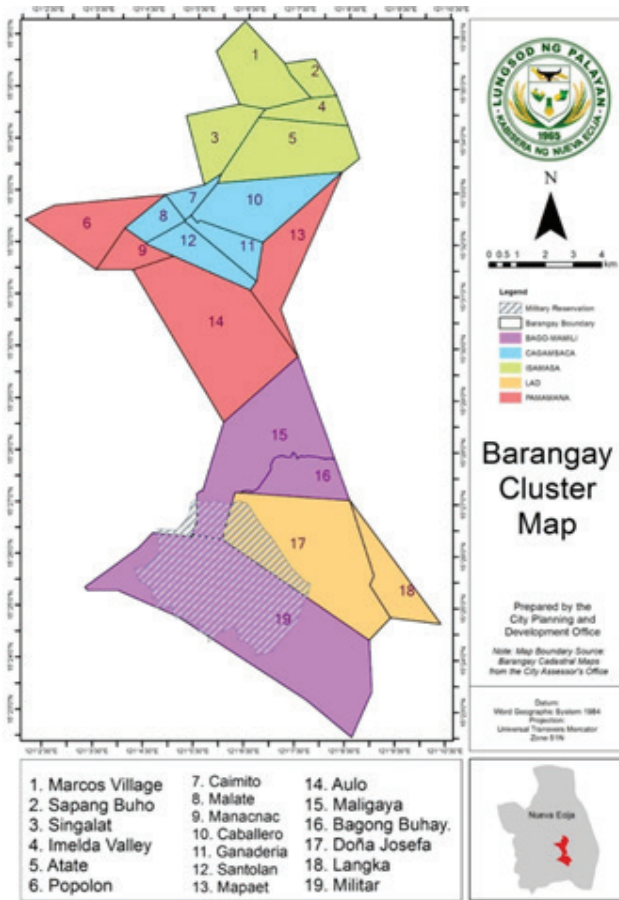 LUNGSOD NG PALAYAN
KABISERA NG NUEVA ECIJA
1965
N
0 0.5 1 2 3 4
km
Legend
Military Reservation
Barangay Boundary
BAGO-MAMILI
CAGAMSACA
ISAMASA
LAD
PAMAWANA
Barangay
Cluster
Map
Prepared by the
City Planning and
Development Office
Note: Map Boundary Source:
Barangay Cadastral Maps
from the City Assessor's Office
Datum:
Word Geographic System 1984
Projection:
Universal Transvers Mercator
Zone 51N
1
2
3
4
5
6
7
8
9
10
11
12
13
14
15
16
17
18
19
1. Marcos Village
2. Sapang Buho
3. Singalat
4. Imelda Valley
5. Atate
6. Popolon
7. Caimito
8. Malate
9. Manacnac
10. Caballero
11. Ganaderia
12. Santolan
13. Mapaet
14. Aulo
15. Maligaya
16. Bagong Buhay.
17. Doña Josefa
18. Langka
19. Militar
Nueva Ecija